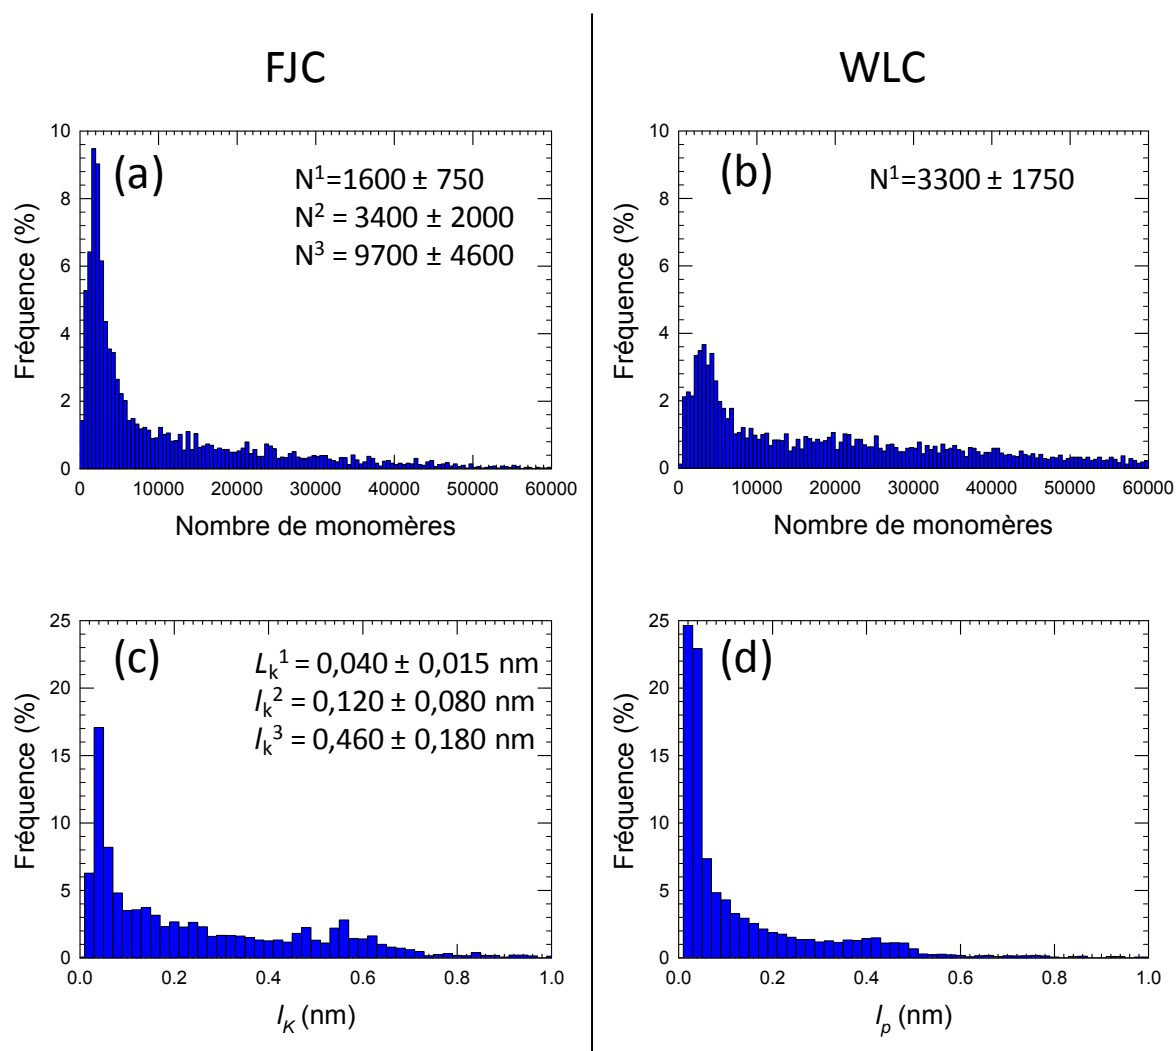 FJC
WLC
(a)
N¹=1600 ± 750
N² = 3400 ± 2000
N³ = 9700 ± 4600
Fréquence (%)
10
8
6
4
2
0
0 10000 20000 30000 40000 50000 60000
Nombre de monomères
(b)
N¹=3300 ± 1750
Fréquence (%)
10
8
6
4
2
0
0 10000 20000 30000 40000 50000 60000
Nombre de monomères
(c)
Lk¹ = 0,040 ± 0,015 nm
lk² = 0,120 ± 0,080 nm
lk³ = 0,460 ± 0,180 nm
Fréquence (%)
25
20
15
10
5
0
0.0 0.2 0.4 0.6 0.8 1.0
lK (nm)
(d)
Fréquence (%)
25
20
15
10
5
0
0.0 0.2 0.4 0.6 0.8 1.0
lp (nm)